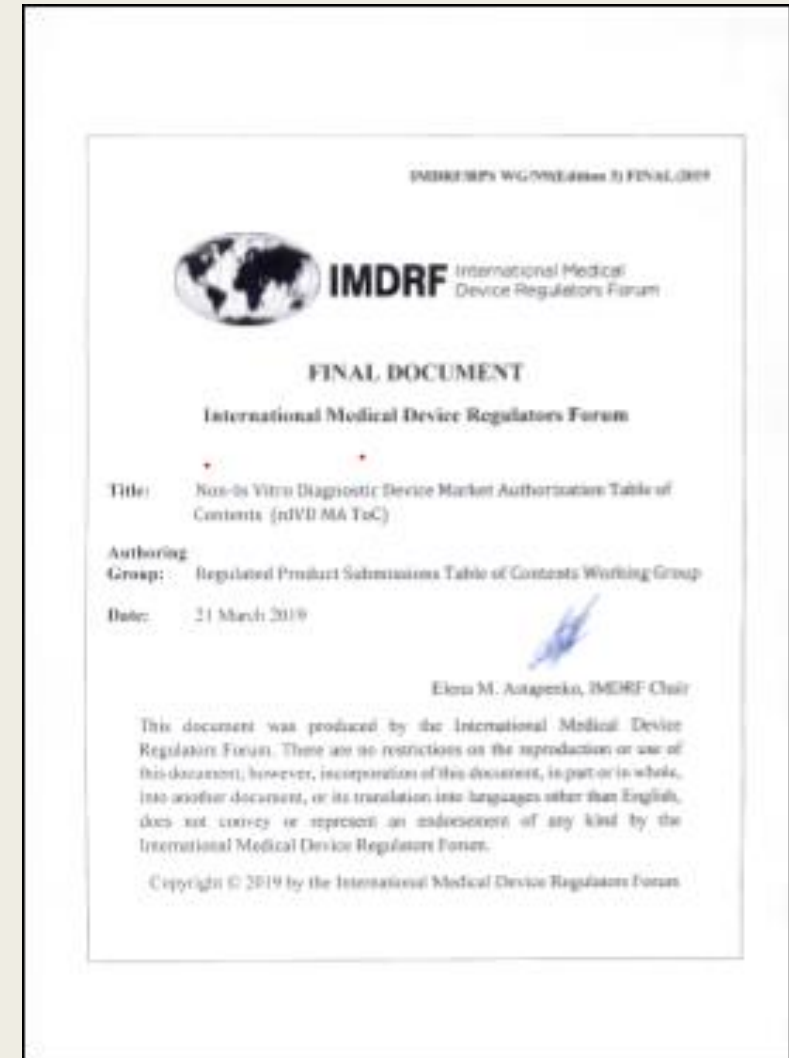 IMDRF/RPS WG/N9(Edition 3) FINAL:2019
IMDRF International Medical
Device Regulators Forum
FINAL DOCUMENT
International Medical Device Regulators Forum
Title: Non-In Vitro Diagnostic Device Market Authorization Table of
Contents (nIVD MA ToC)
Authoring
Group: Regulated Product Submissions Table of Contents Working Group
Date: 21 March 2019
Elena M. Astapenko, IMDRF Chair
This document was produced by the International Medical Device
Regulators Forum. There are no restrictions on the reproduction or use of
this document; however, incorporation of this document, in part or in whole,
into another document, or its translation into languages other than English,
does not convey or represent an endorsement of any kind by the
International Medical Device Regulators Forum.
Copyright © 2019 by the International Medical Device Regulators Forum